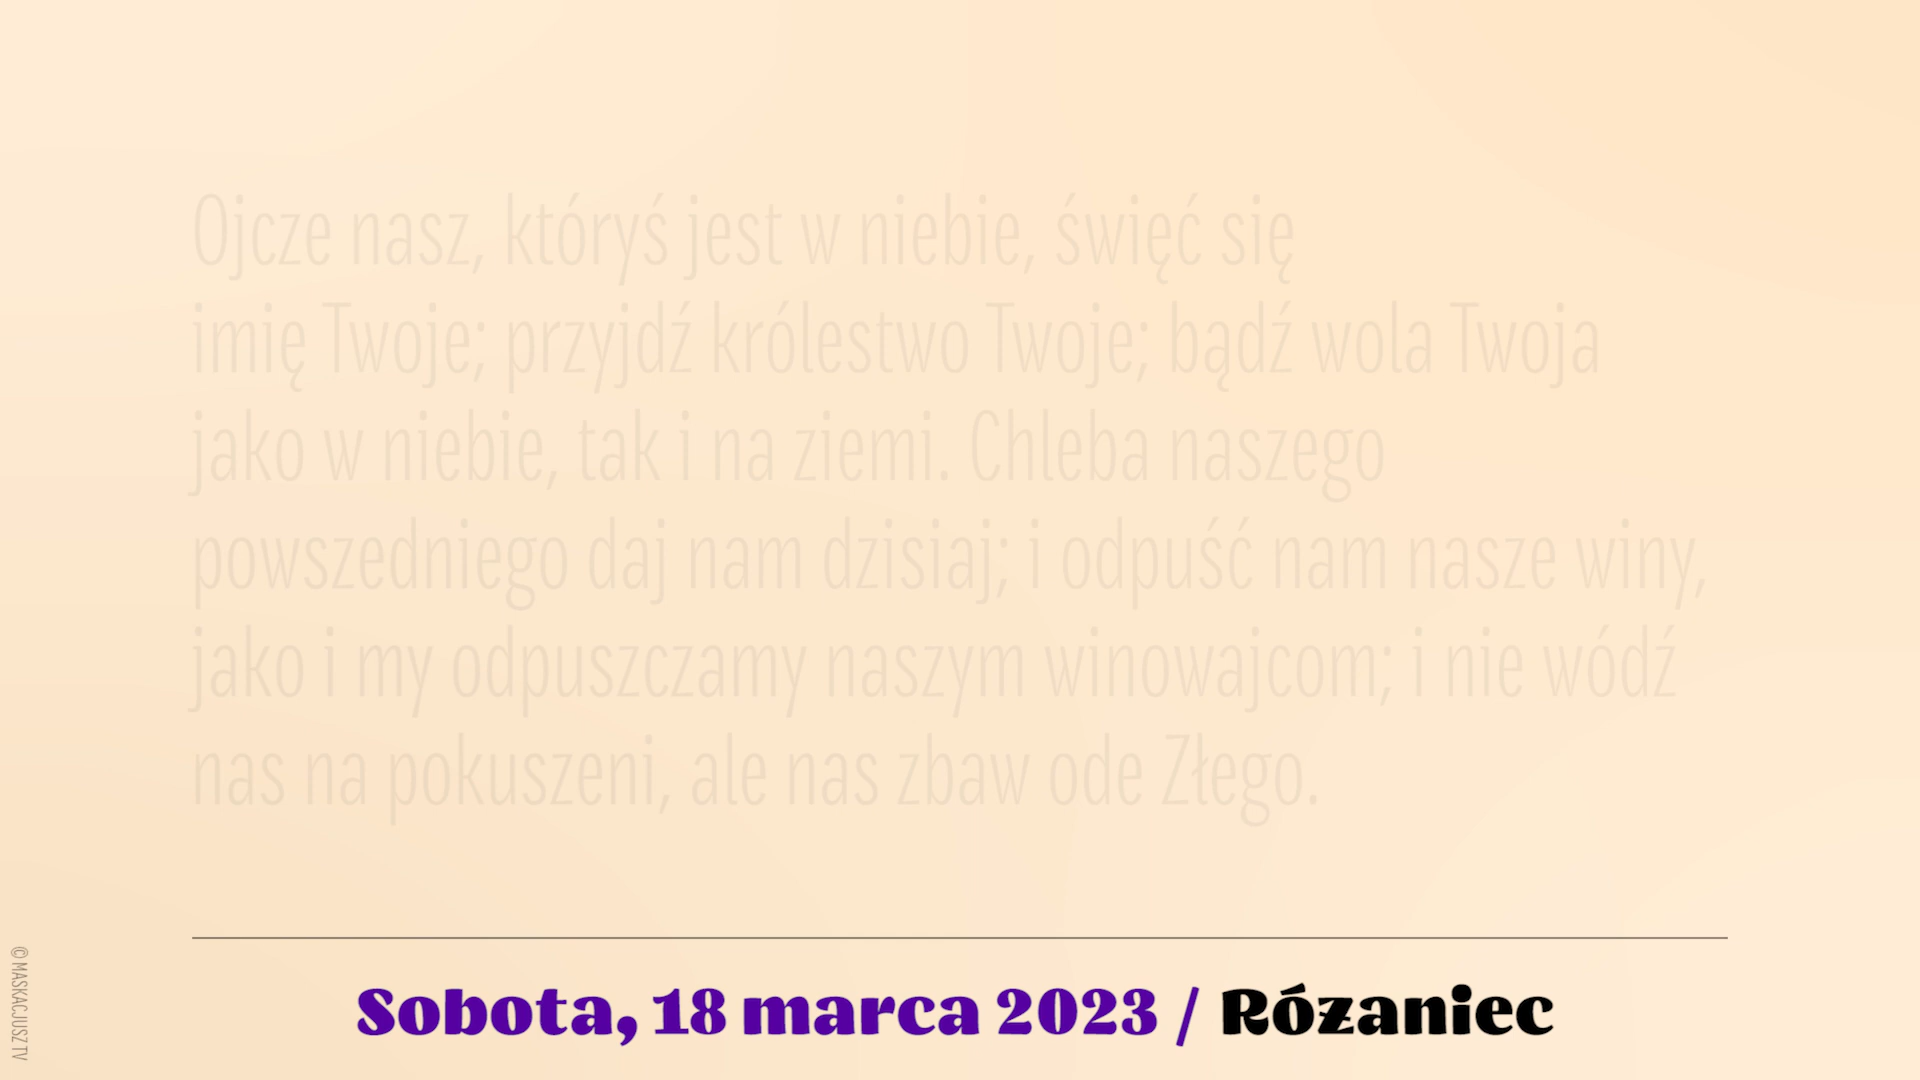 Ojcze nasz, któryś jest w niebie, święć się
imię Twoje; przyjdź królestwo Twoje; bądź wola Twoja
jako w niebie, tak i na ziemi. Chleba naszego
powszedniego daj nam dzisiaj; i odpuść nam nasze winy,
jako i my odpuszczamy naszym winowajcom; i nie wódź
nas na pokuszeni, ale nas zbaw ode Złego.
Sobota, 18 marca 2023 / Różaniec
© MASKACJUSZ TV